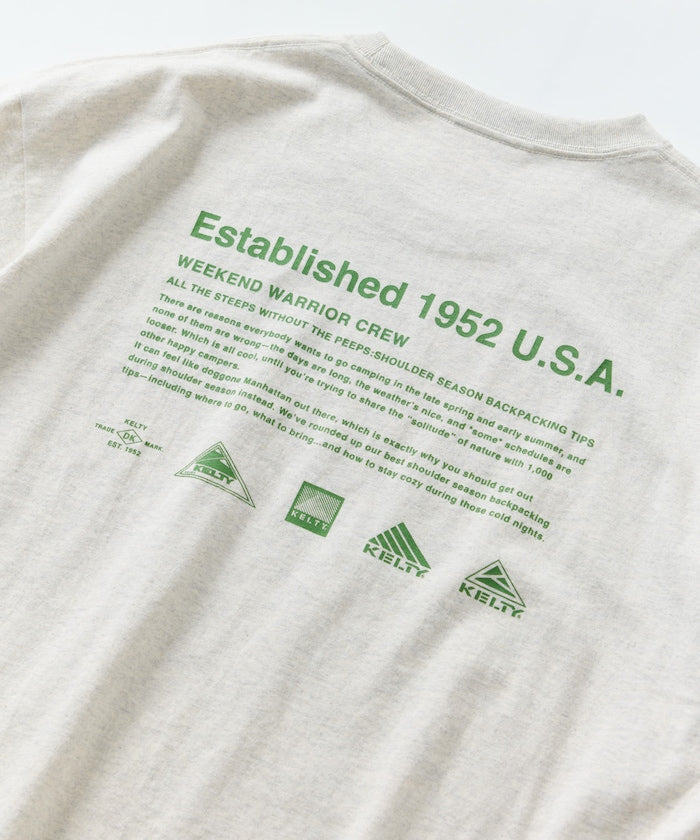 Established 1952 U.S.A.
WEEKEND WARRIOR CREW
ALL THE STEEPS WITHOUT THE PEEPS:SHOULDER SEASON BACKPACKING TIPS
There are reasons everybody wants to go camping in the late spring and early summer, and
none of them are wrong—the days are long, the weather's nice, and *some* schedules are
looser. Which is all cool, until you're trying to share the "solitude" of nature with 1,000
other happy campers.
It can feel like doggone Manhattan out there, which is exactly why you should get out
during shoulder season instead. We've rounded up our best shoulder season backpacking
tips—including where to go, what to bring...and how to stay cozy during those cold nights.
KELTY
TRADE DK MARK.
EST. 1952
KELTY
KELTY
KELTY
KELTY